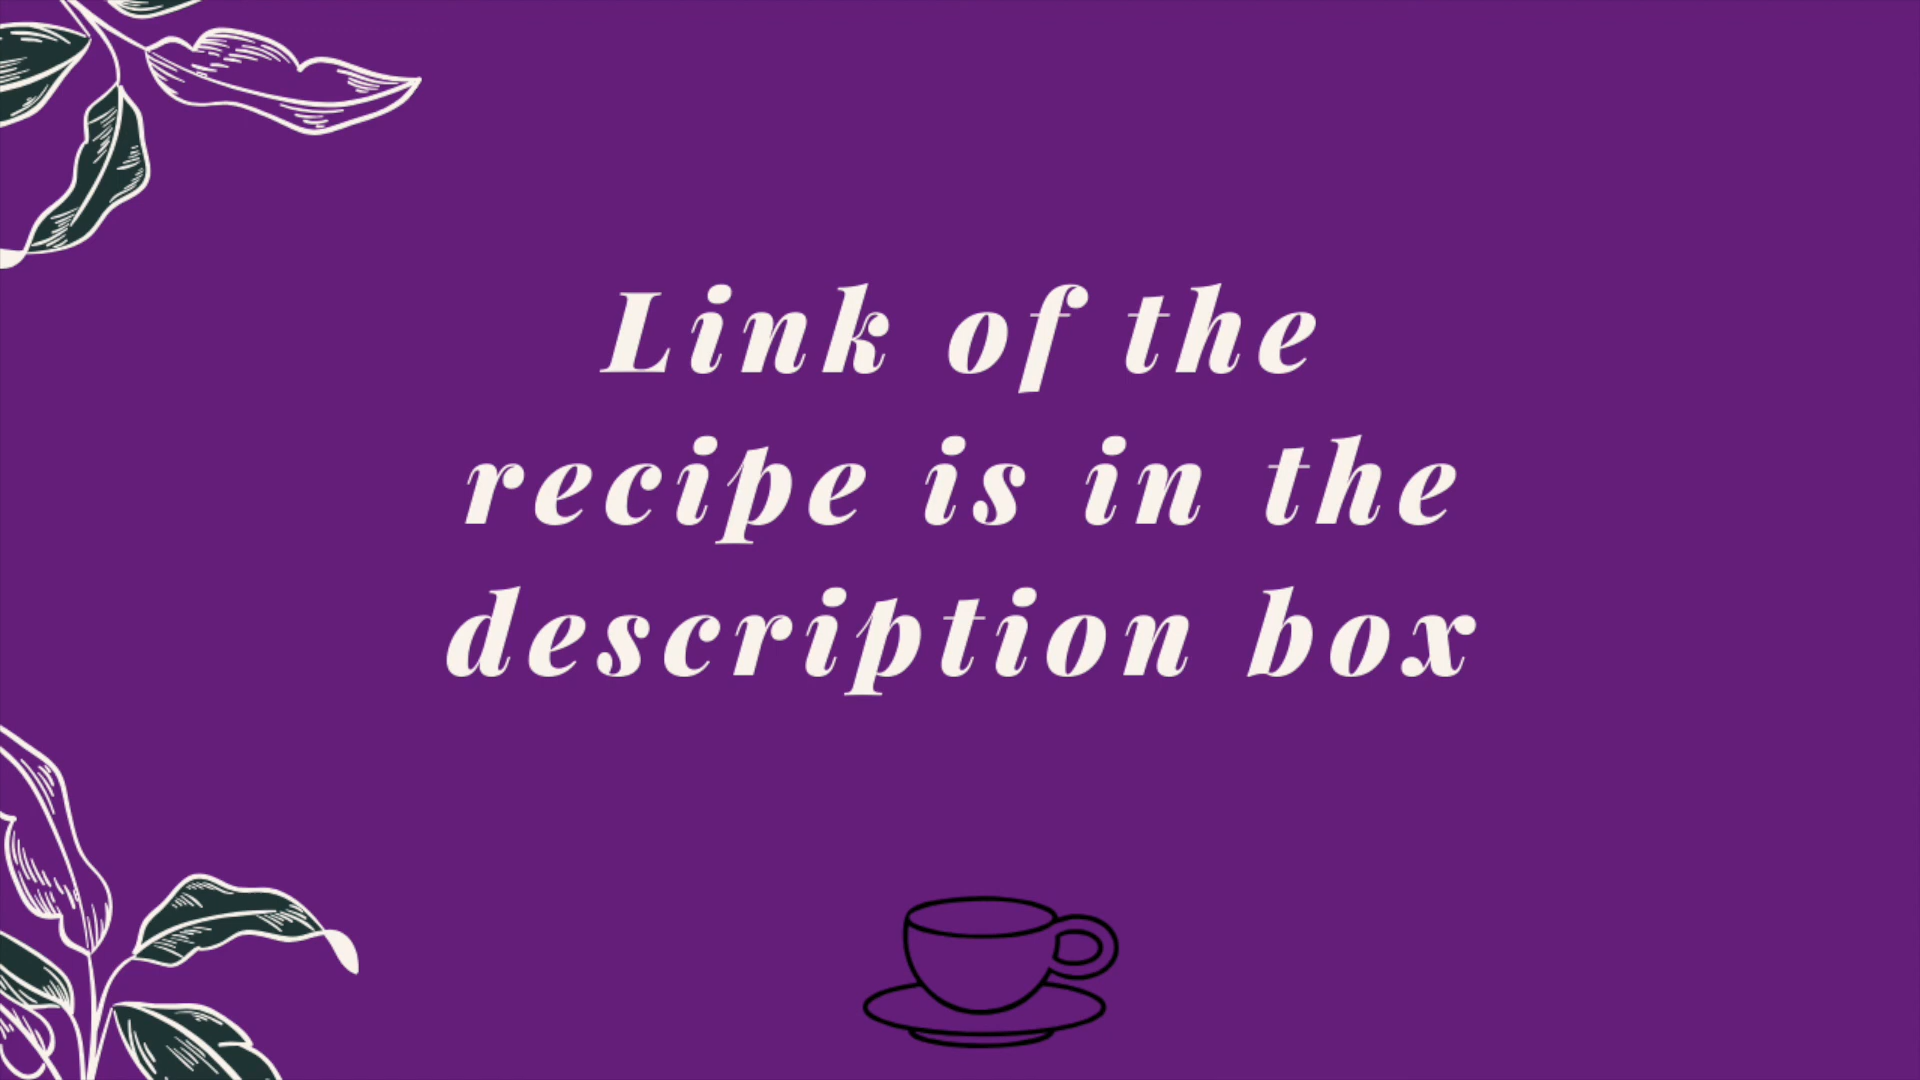 Link of the
recipe is in the
description box